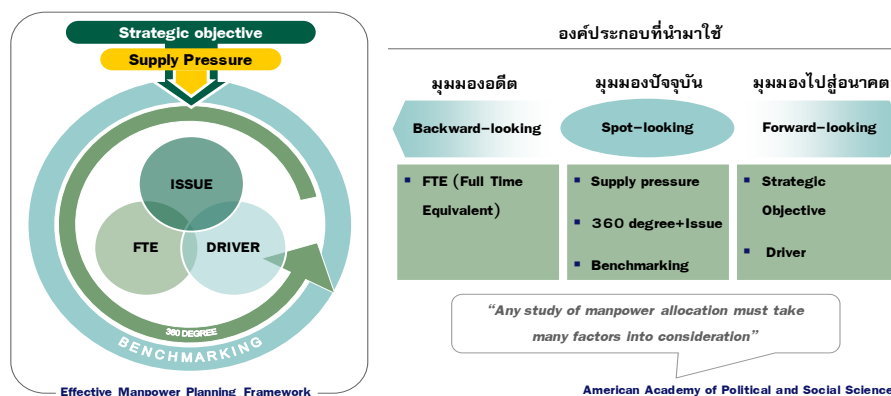 Strategic objective
Supply Pressure
ISSUE
FTE
DRIVER
360 DEGREE
BENCHMARKING
Effective Manpower Planning Framework
องค์ประกอบที่นำมาใช้
มุมมองอดีต
มุมมองปัจจุบัน
มุมมองไปสู่อนาคต
Backward-looking
Spot-looking
Forward-looking
▪ FTE (Full Time
Equivalent)
▪ Supply pressure
▪ 360 degree+Issue
▪ Benchmarking
▪ Strategic
Objective
▪ Driver
“Any study of manpower allocation must take
many factors into consideration”
American Academy of Political and Social Science